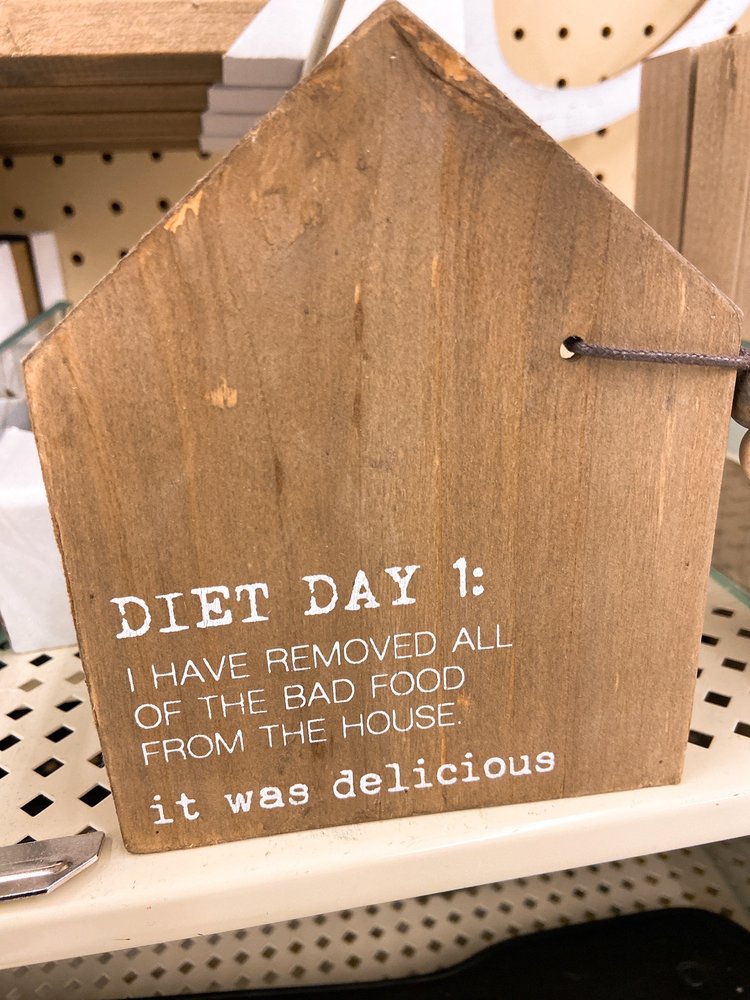 DIET DAY 1:
I HAVE REMOVED ALL
OF THE BAD FOOD
FROM THE HOUSE.
it was delicious